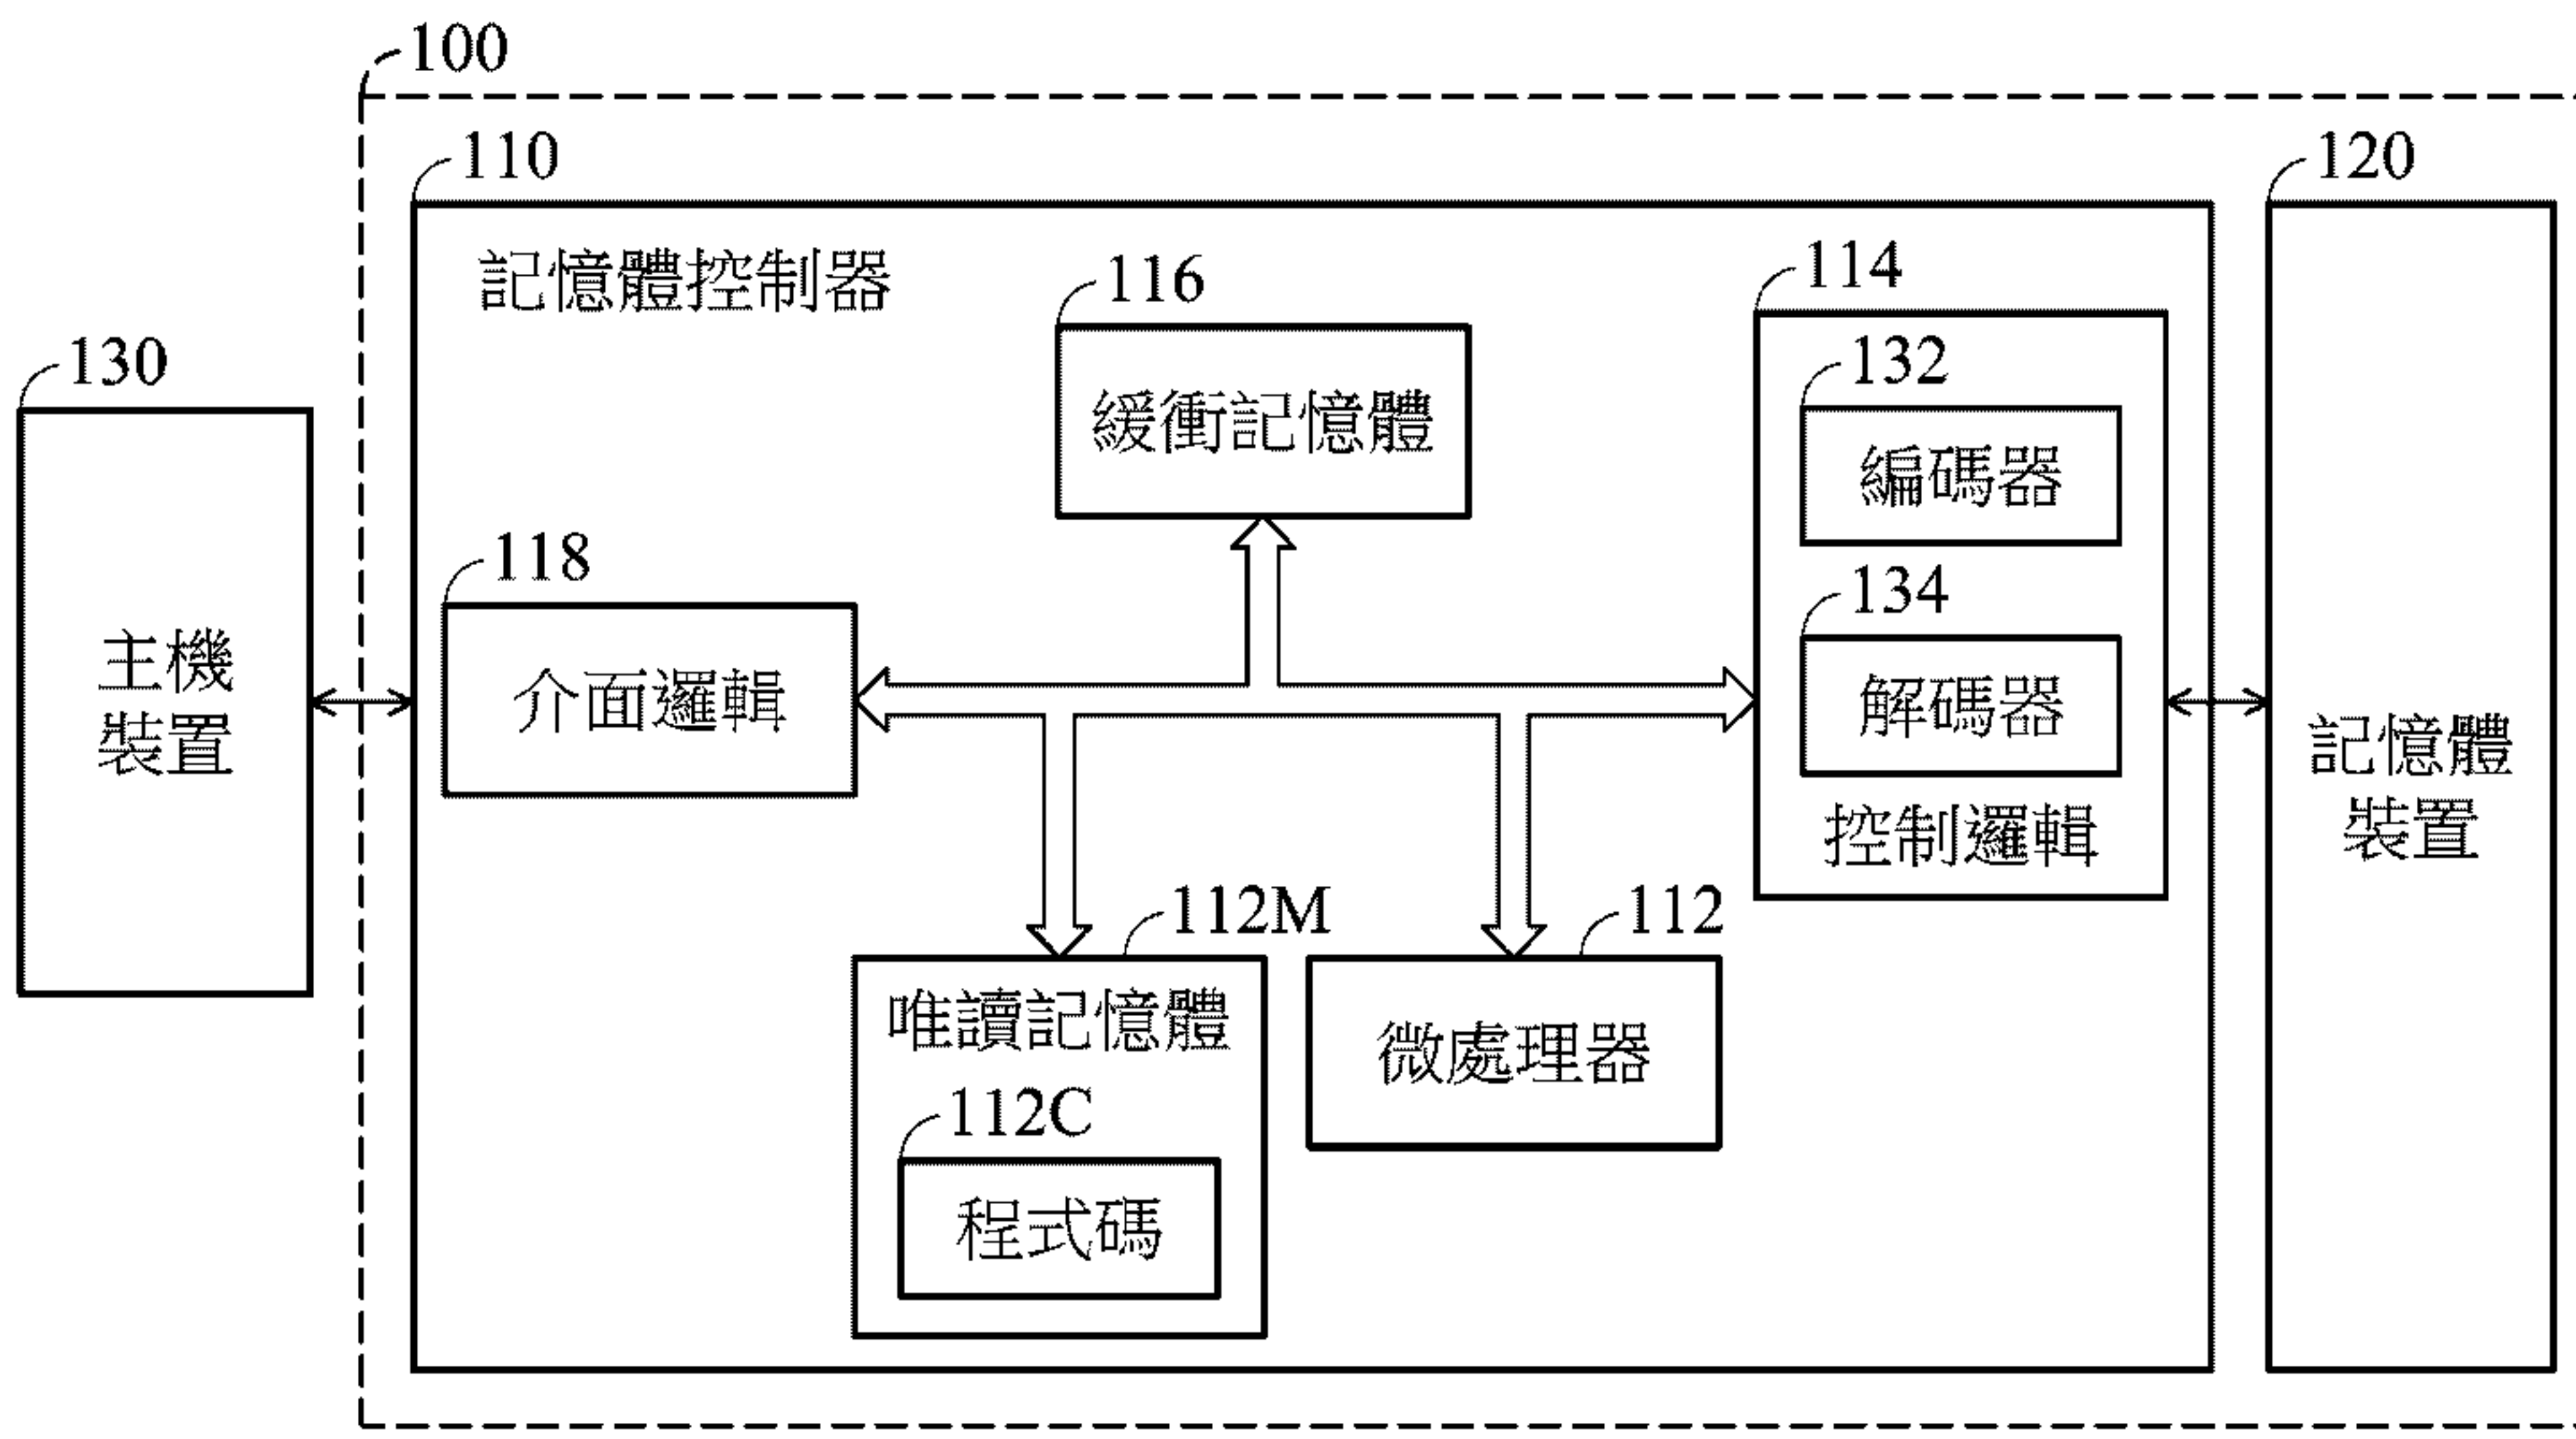 100
110
120
記憶體控制器
116
114
130
132
緩衝記憶體
編碼器
118
134
主機
裝置
介面邏輯
解碼器
記憶體
裝置
控制邏輯
112M
112
唯讀記憶體
微處理器
112C
程式碼